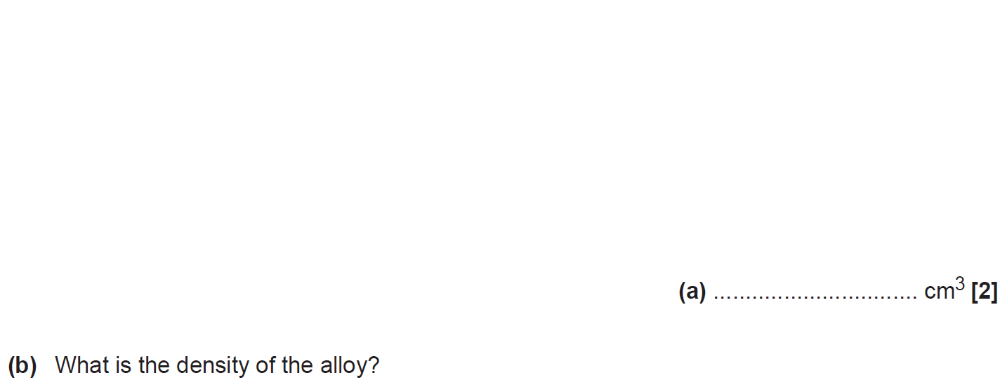 (a) ................................ cm³ [2]
(b) What is the density of the alloy?